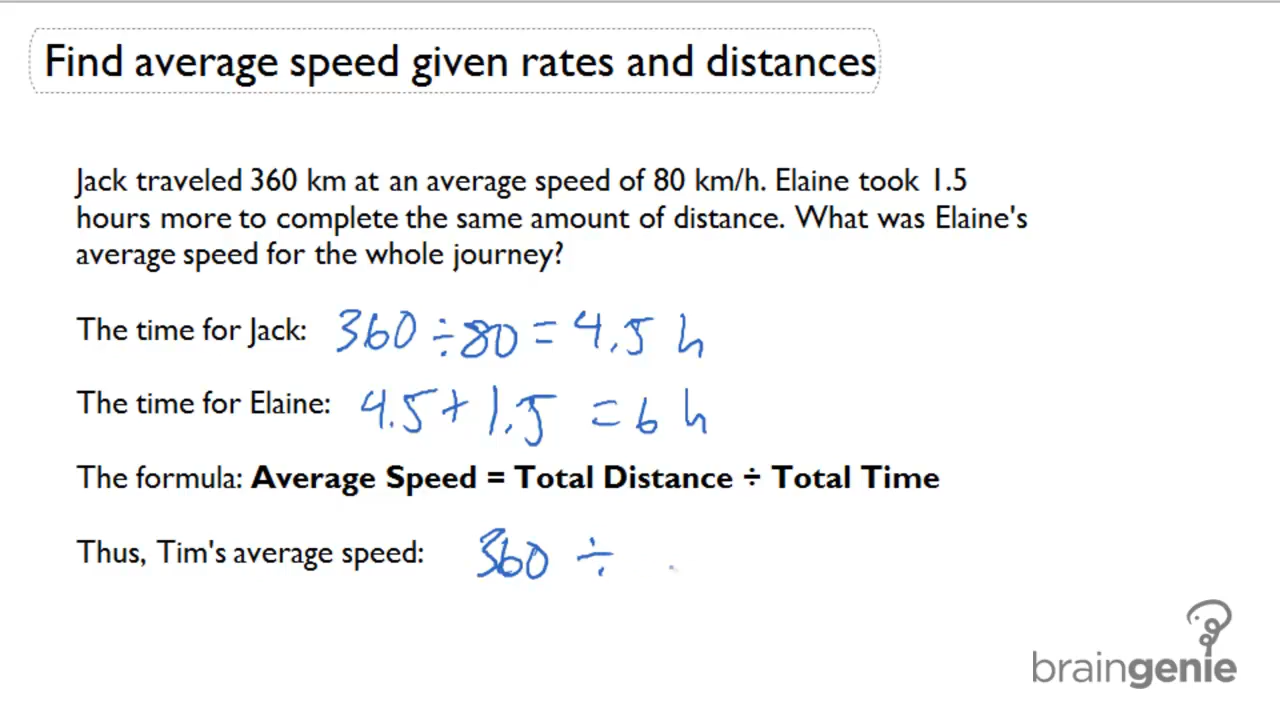 Find average speed given rates and distances
Jack traveled 360 km at an average speed of 80 km/h. Elaine took 1.5
hours more to complete the same amount of distance. What was Elaine's
average speed for the whole journey?
The time for Jack: 360 ÷ 80 = 4.5 h
The time for Elaine: 4.5 + 1.5 = 6 h
The formula: Average Speed = Total Distance ÷ Total Time
Thus, Tim's average speed: 360 ÷
braingenie